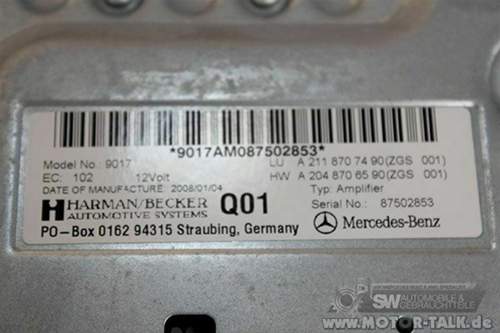 *9017AM087502853*
Model No: 9017 LU A 211 870 74 90 (ZGS 001)
EC: 102 12Volt HW A 204 870 65 90 (ZGS 001)
DATE OF MANUFACTURE: 2008/01/04 Typ: Amplifier
HARMAN/BECKER Q01 Serial No.: 87502853
AUTOMOTIVE SYSTEMS Mercedes-Benz
PO-Box 0162 94315 Straubing, Germany
SW AUTOMOBILE & GEBRAUCHTEILE
www.MOTOR-TALK.de